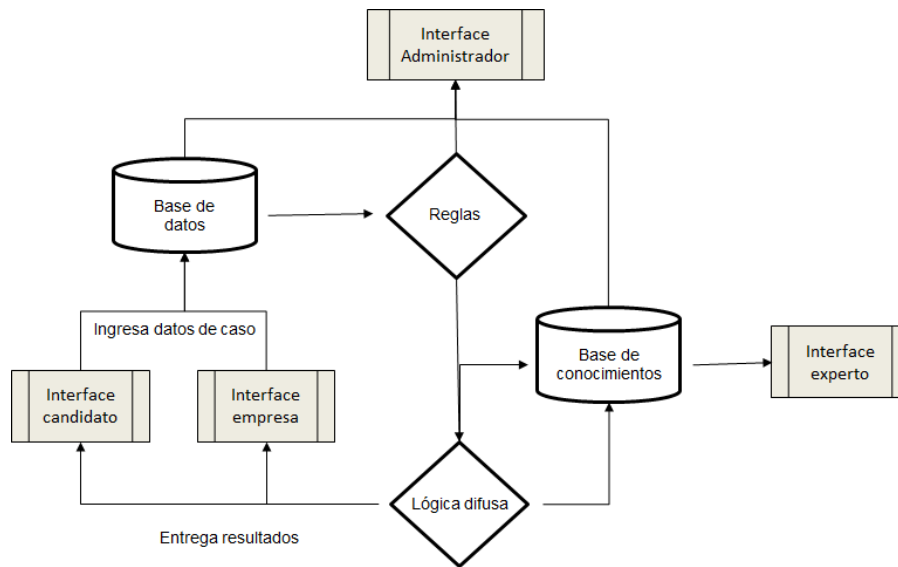 Interface
Administrador
Base de
datos
Reglas
Ingresa datos de caso
Base de
conocimientos
Interface
experto
Interface
candidato
Interface
empresa
Lógica difusa
Entrega resultados